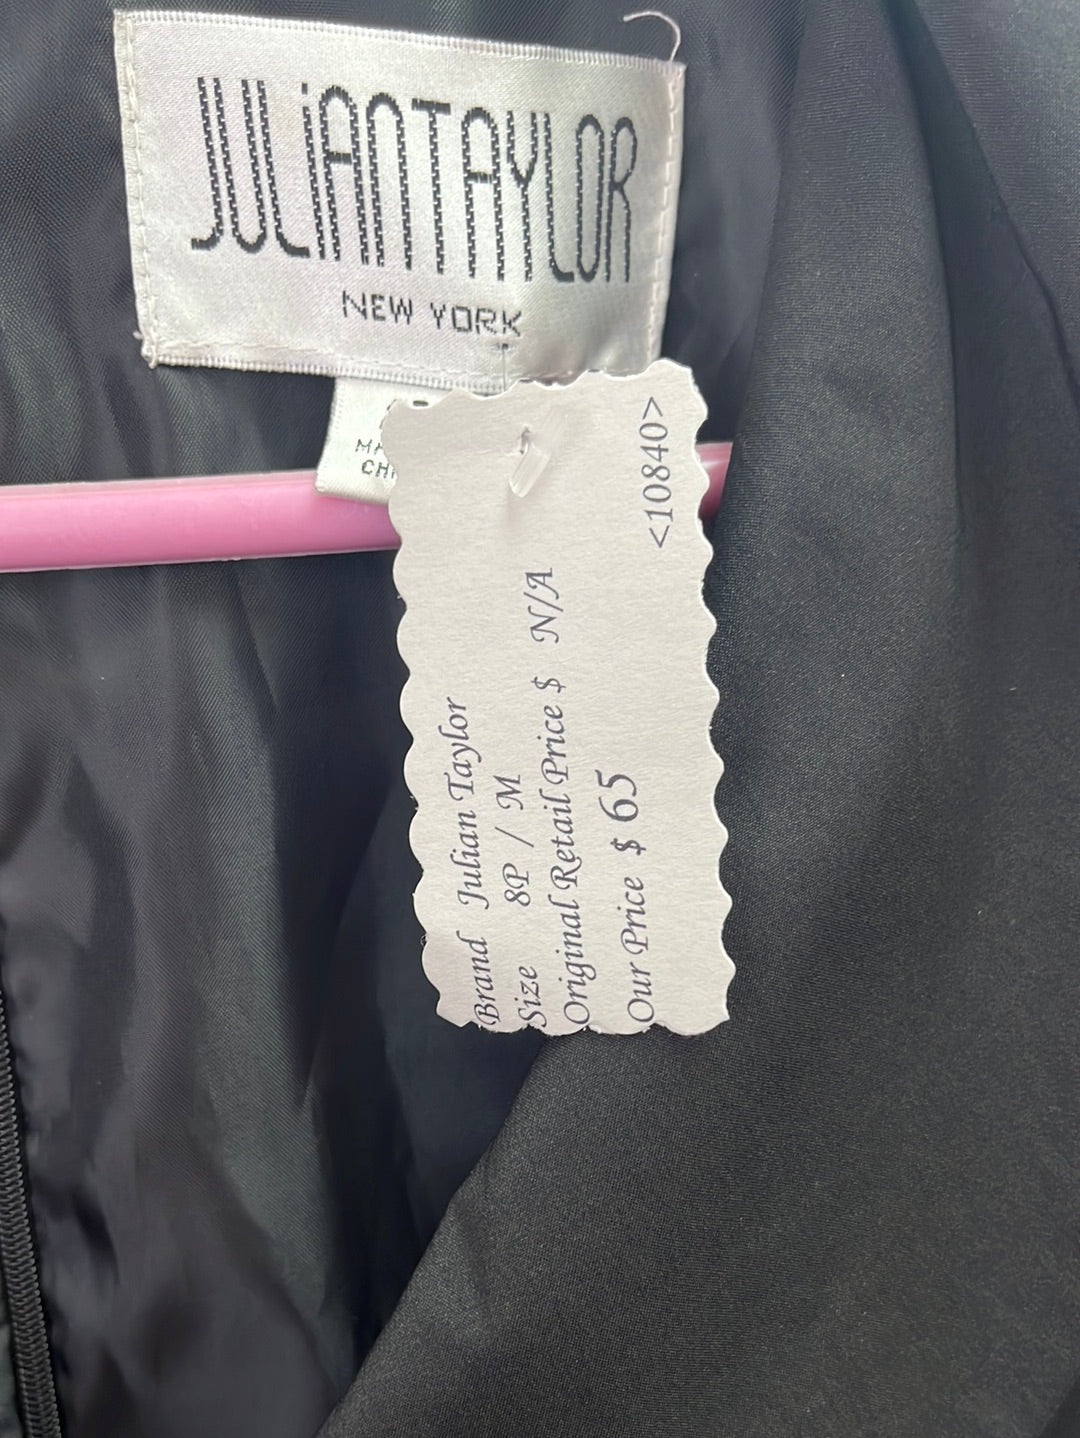 JULiANTAYLOR
NEW YORK
<10840>
Brand Julian Taylor
Size 8P / M
Original Retail Price $ N/A
Our Price $ 65